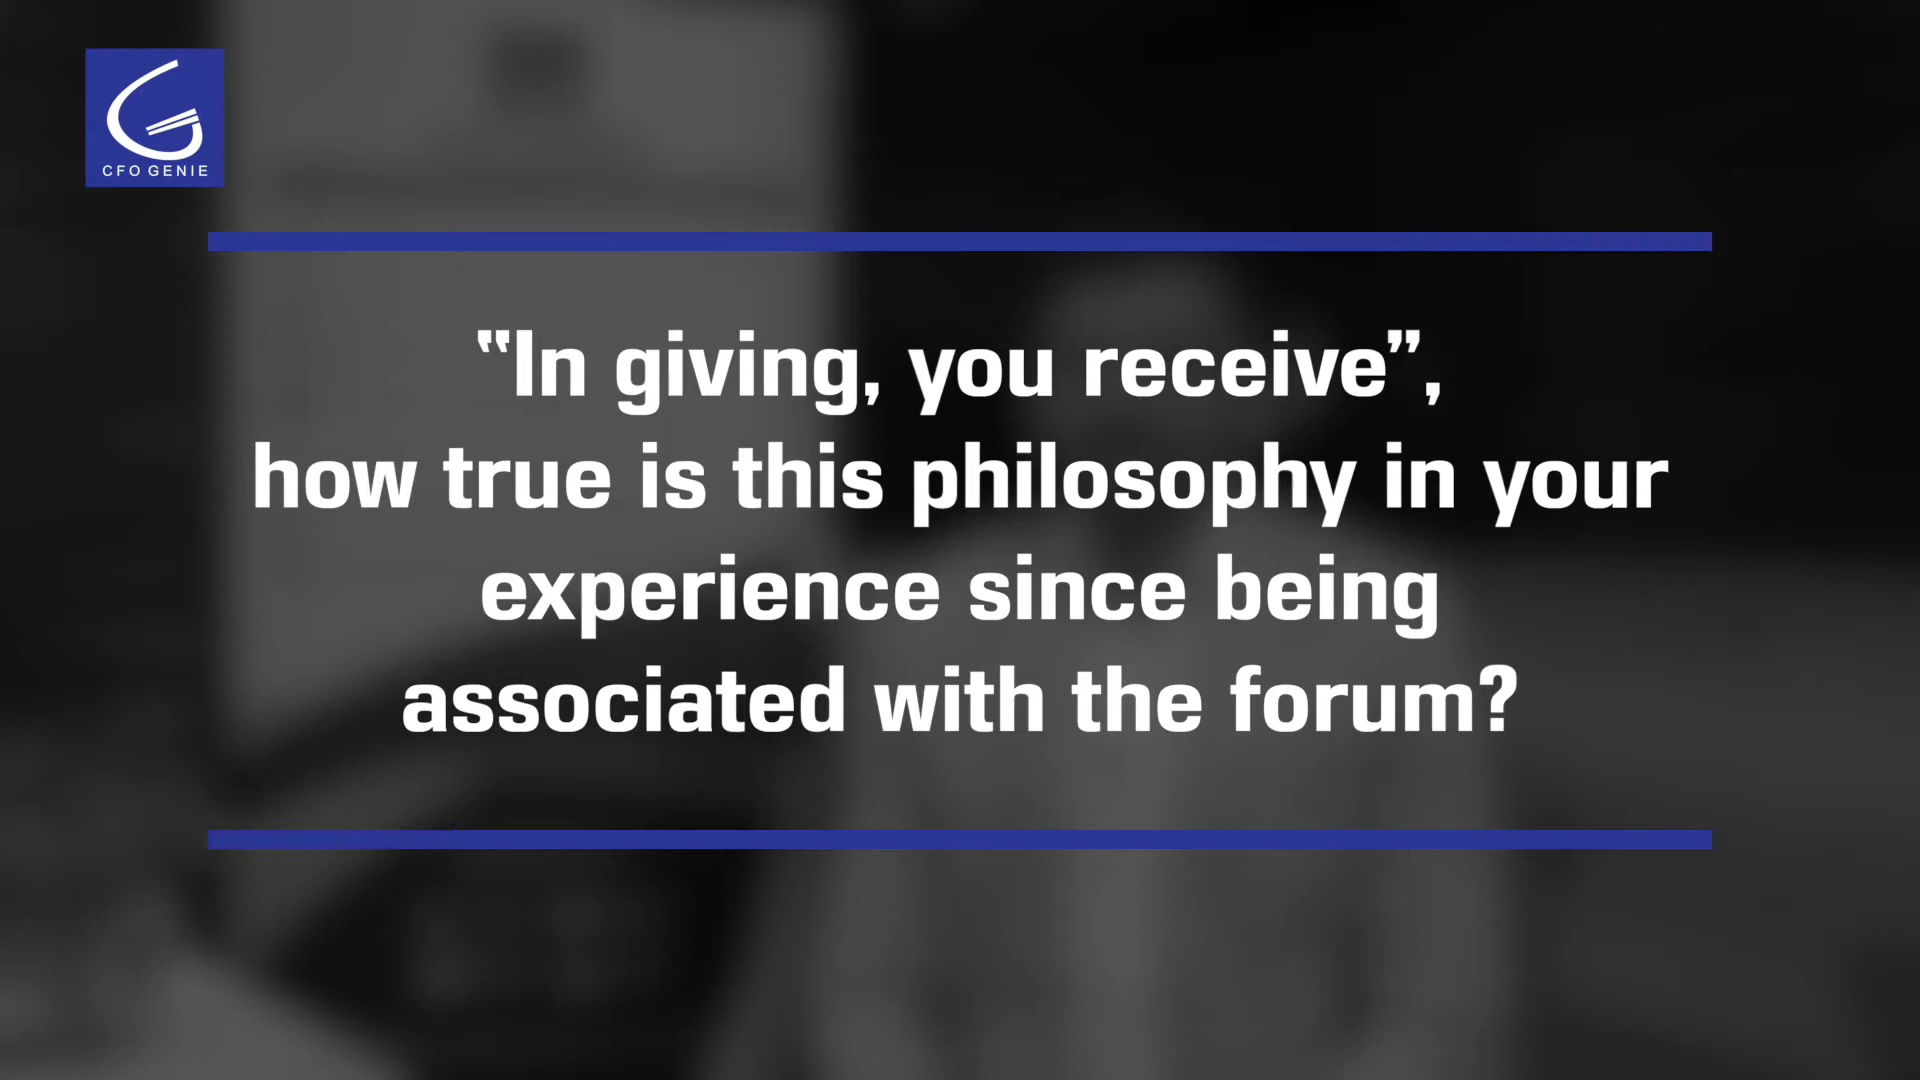 CFO GENIE
“In giving, you receive”,
how true is this philosophy in your
experience since being
associated with the forum?